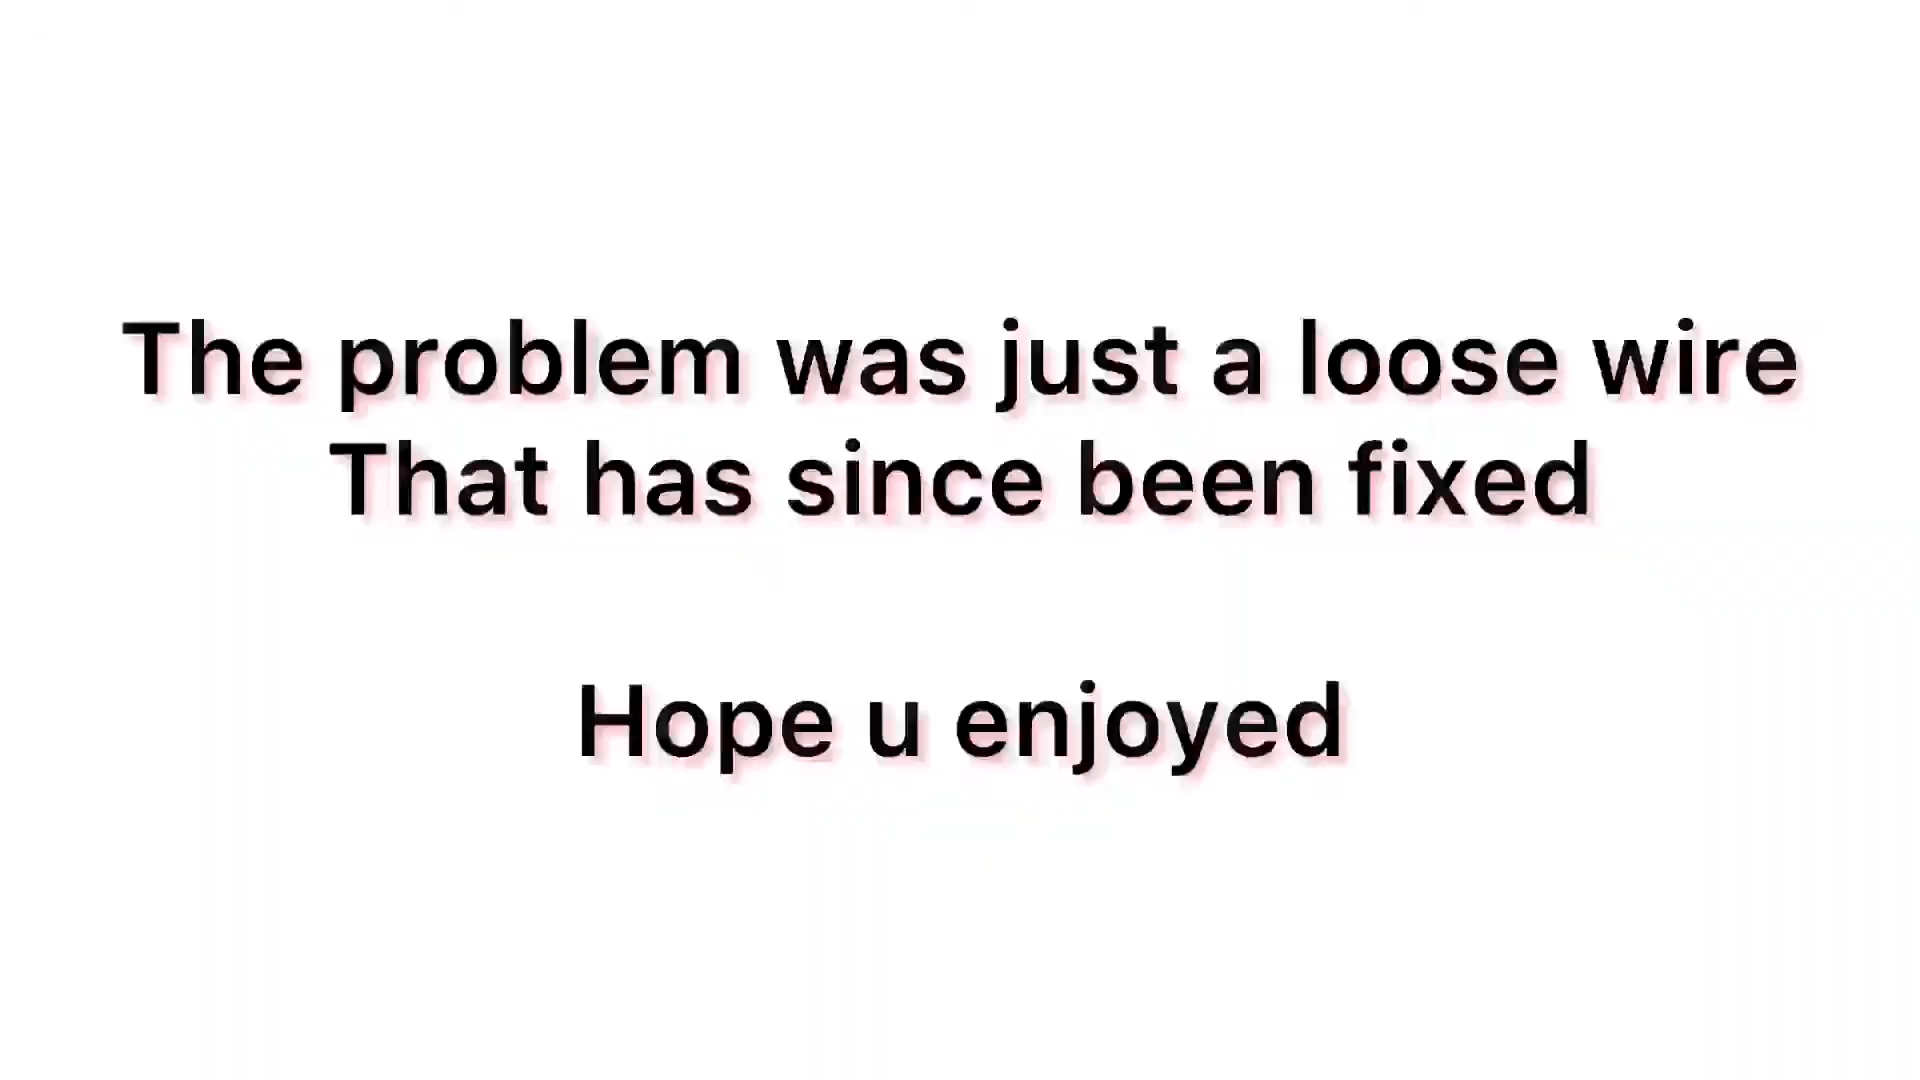 The problem was just a loose wire
That has since been fixed
Hope u enjoyed